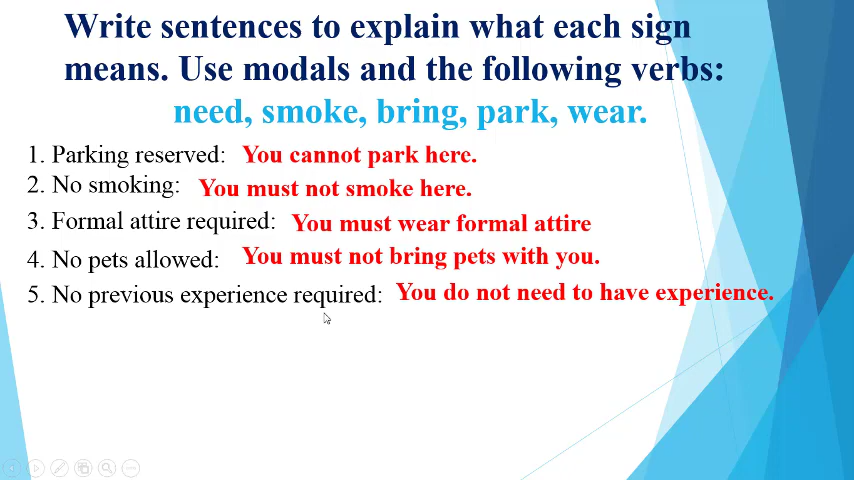 Write sentences to explain what each sign
means. Use modals and the following verbs:
need, smoke, bring, park, wear.
1. Parking reserved: You cannot park here.
2. No smoking: You must not smoke here.
3. Formal attire required: You must wear formal attire
4. No pets allowed: You must not bring pets with you.
5. No previous experience required: You do not need to have experience.